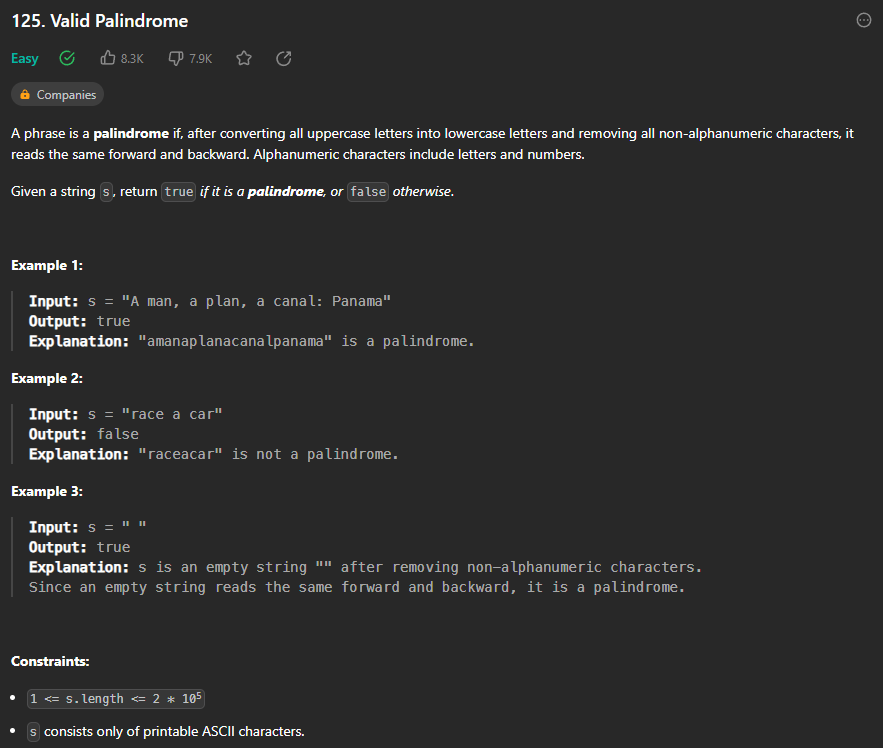 125. Valid Palindrome
Easy 8.3K 7.9K
Companies
A phrase is a palindrome if, after converting all uppercase letters into lowercase letters and removing all non-alphanumeric characters, it
reads the same forward and backward. Alphanumeric characters include letters and numbers.
Given a string s, return true if it is a palindrome, or false otherwise.
Example 1:
Input: s = "A man, a plan, a canal: Panama"
Output: true
Explanation: "amanaplanacanalpanama" is a palindrome.
Example 2:
Input: s = "race a car"
Output: false
Explanation: "raceacar" is not a palindrome.
Example 3:
Input: s = " "
Output: true
Explanation: s is an empty string "" after removing non-alphanumeric characters.
Since an empty string reads the same forward and backward, it is a palindrome.
Constraints:
• 1 <= s.length <= 2 * 10⁵
• s consists only of printable ASCII characters.